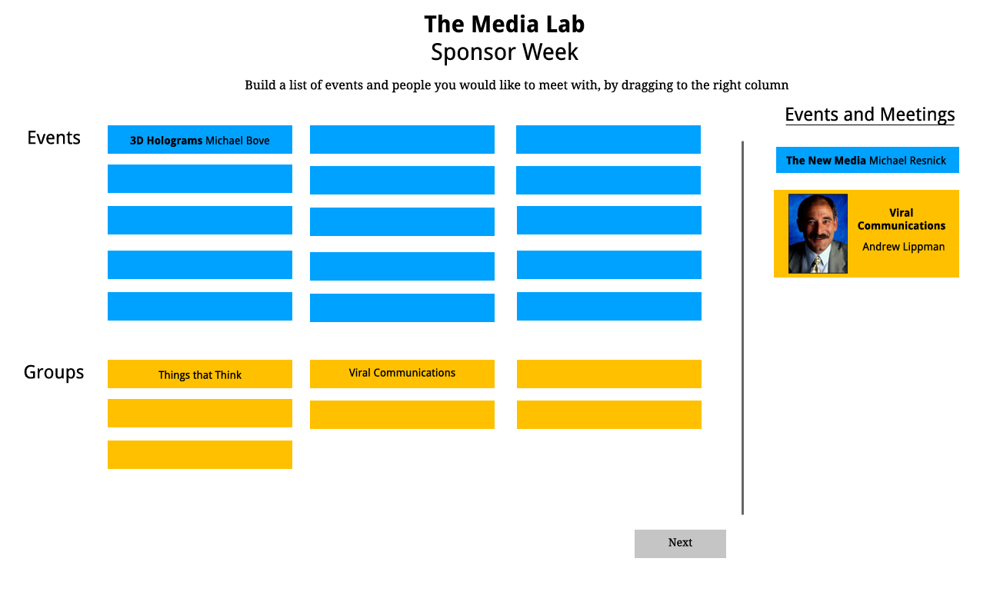 The Media Lab
Sponsor Week
Build a list of events and people you would like to meet with, by dragging to the right column
Events and Meetings
Events
3D Holograms Michael Bove
The New Media Michael Resnick
Viral
Communications
Andrew Lippman
Groups
Things that Think
Viral Communications
Next